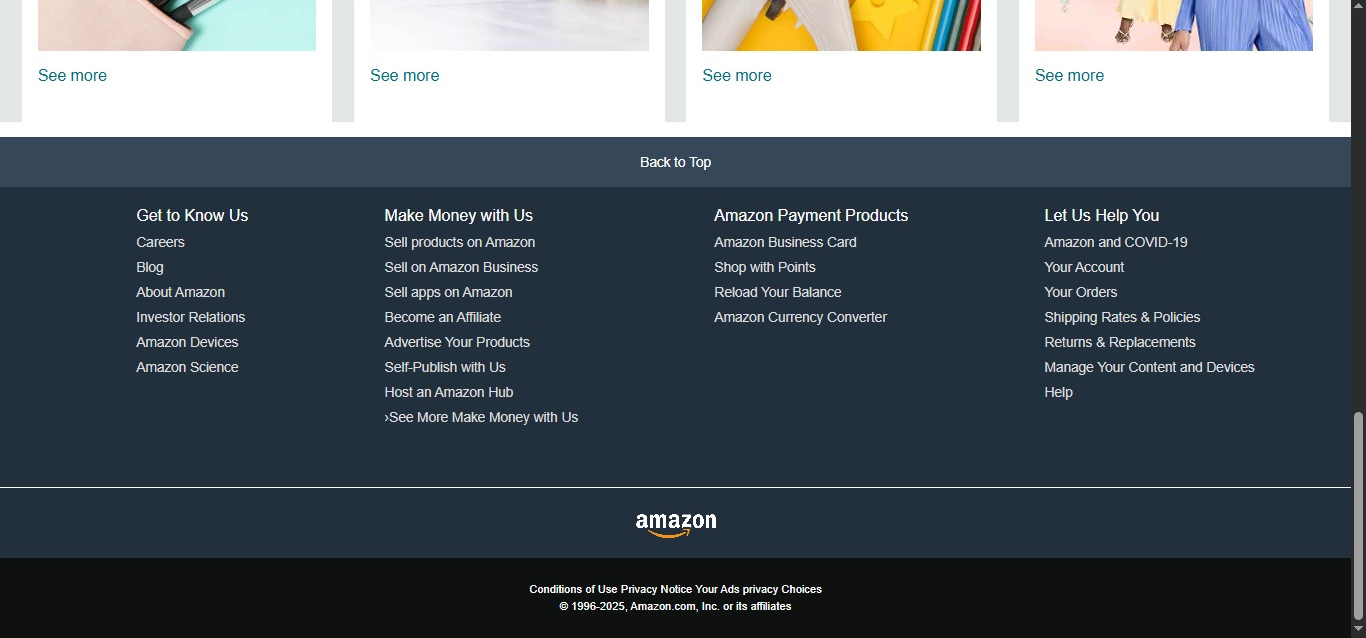 See more
See more
See more
See more
Back to Top
Get to Know Us
Careers
Blog
About Amazon
Investor Relations
Amazon Devices
Amazon Science
Make Money with Us
Sell products on Amazon
Sell on Amazon Business
Sell apps on Amazon
Become an Affiliate
Advertise Your Products
Self-Publish with Us
Host an Amazon Hub
›See More Make Money with Us
Amazon Payment Products
Amazon Business Card
Shop with Points
Reload Your Balance
Amazon Currency Converter
Let Us Help You
Amazon and COVID-19
Your Account
Your Orders
Shipping Rates & Policies
Returns & Replacements
Manage Your Content and Devices
Help
amazon
Conditions of Use Privacy Notice Your Ads privacy Choices
© 1996-2025, Amazon.com, Inc. or its affiliates